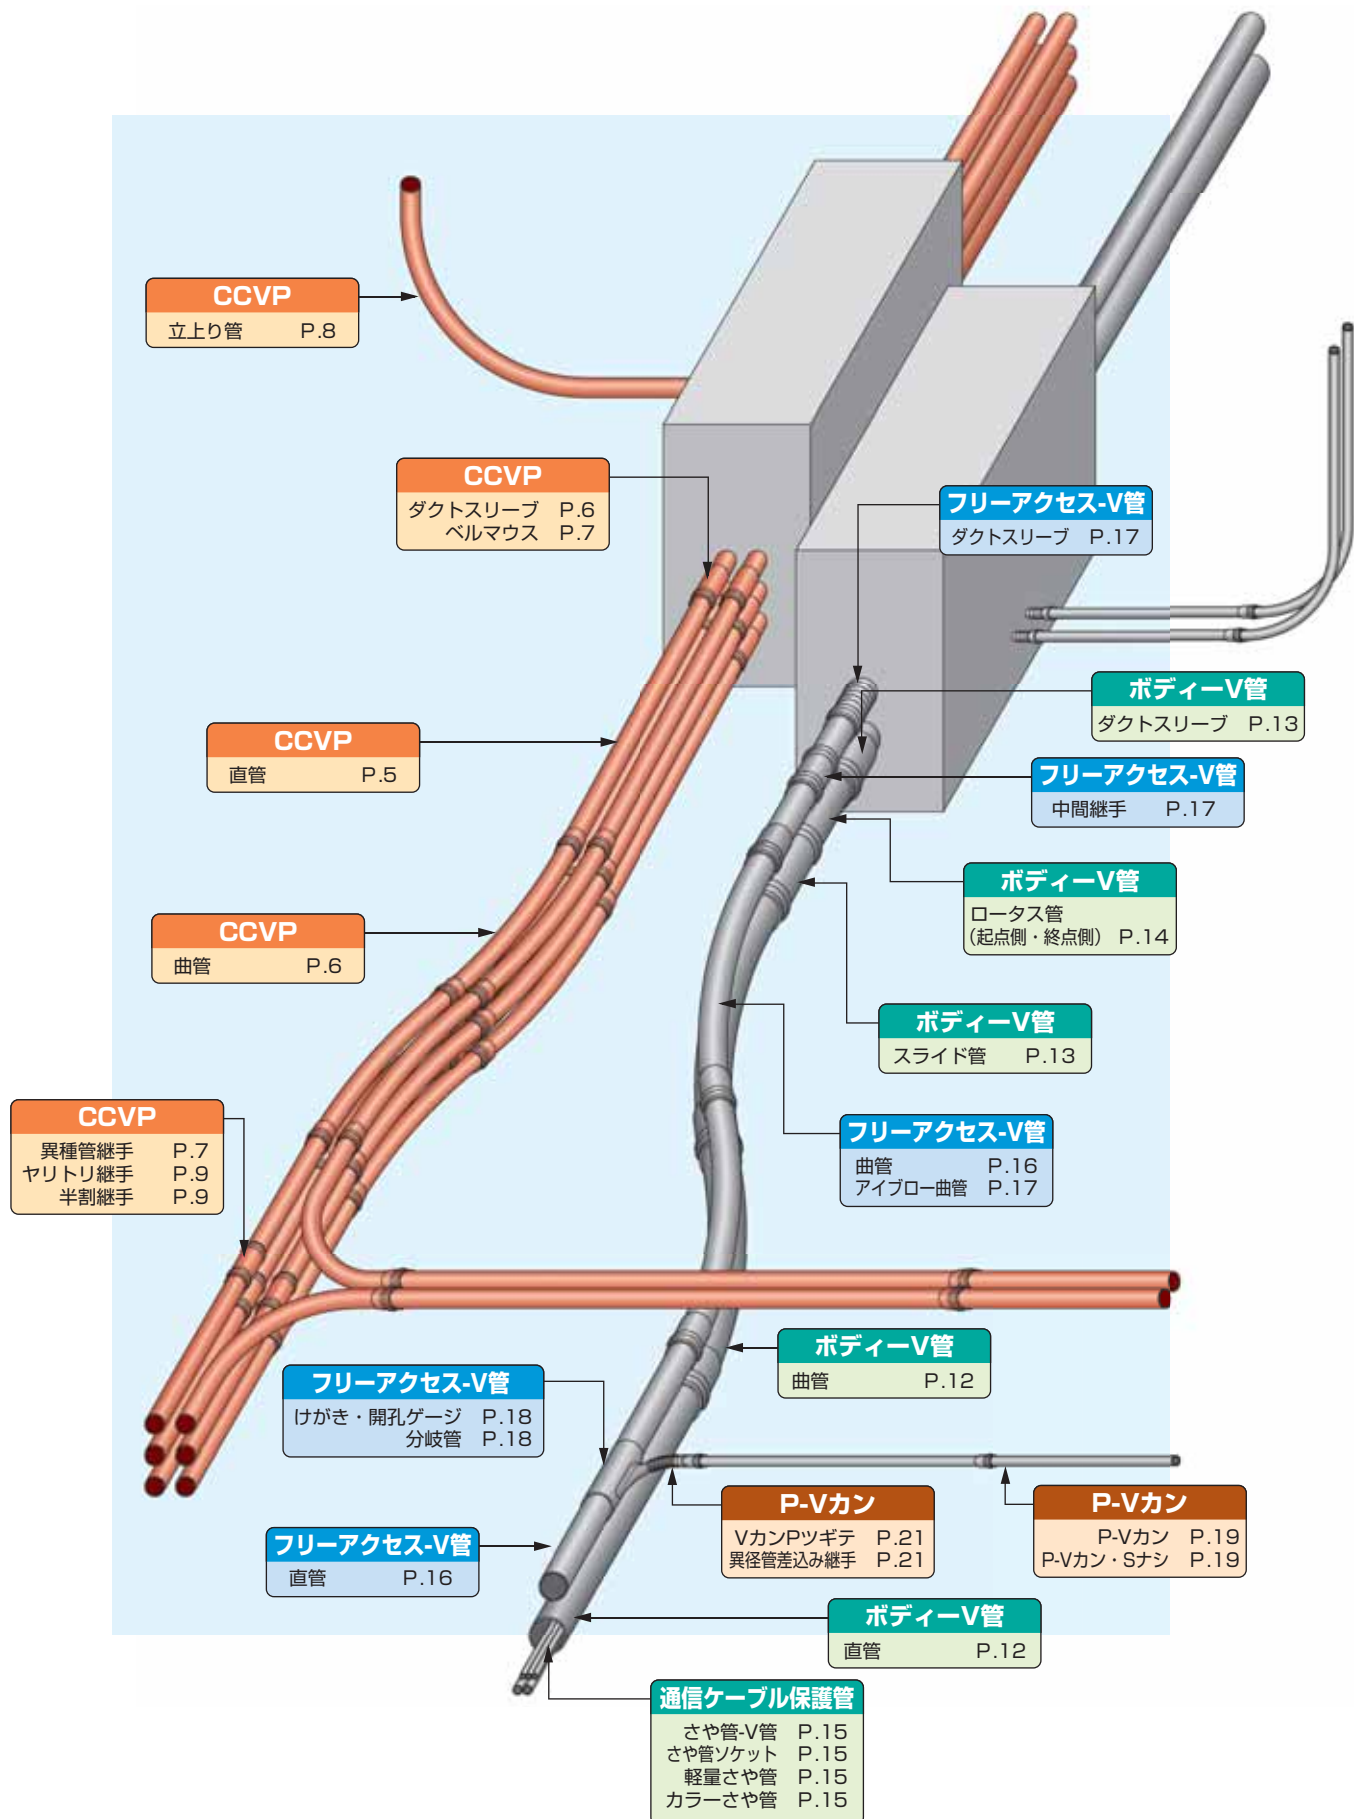 CCVP
立上り管 P.8
CCVP
ダクトスリーブ P.6
ベルマウス P.7
フリーアクセス-V管
ダクトスリーブ P.17
ボディーV管
ダクトスリーブ P.13
CCVP
直管 P.5
フリーアクセス-V管
中間継手 P.17
ボディーV管
ロータス管
(起点側・終点側) P.14
CCVP
曲管 P.6
ボディーV管
スライド管 P.13
CCVP
異種管継手 P.7
ヤリトリ継手 P.9
半割継手 P.9
フリーアクセス-V管
曲管 P.16
アイブロー曲管 P.17
ボディーV管
曲管 P.12
フリーアクセス-V管
けがき・開孔ゲージ P.18
分岐管 P.18
P-Vカン
VカンPツギテ P.21
異径管差込み継手 P.21
P-Vカン
P-Vカン P.19
P-Vカン・Sナシ P.19
フリーアクセス-V管
直管 P.16
ボディーV管
直管 P.12
通信ケーブル保護管
さや管-V管 P.15
さや管ソケット P.15
軽量さや管 P.15
カラーさや管 P.15